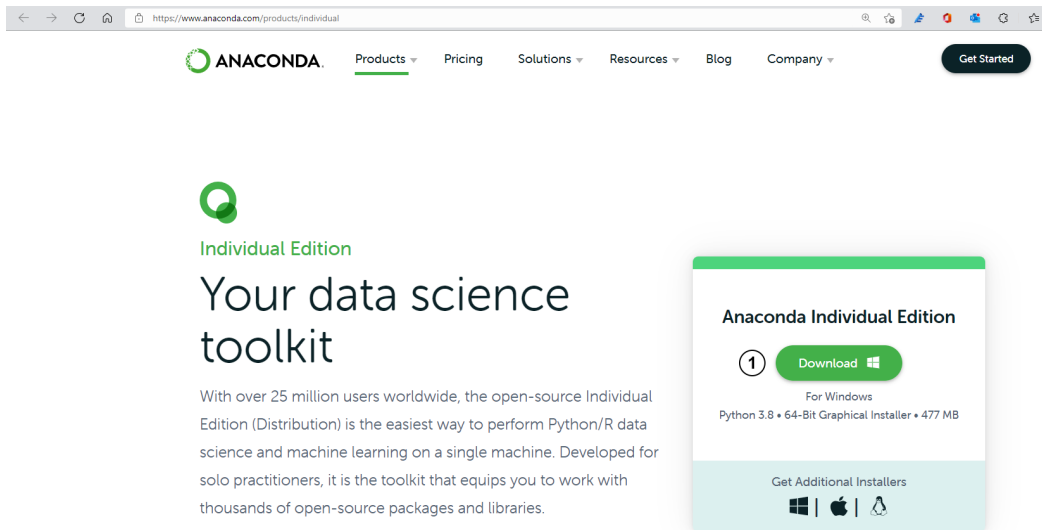 https://www.anaconda.com/products/individual
ANACONDA.
Products
Pricing
Solutions
Resources
Blog
Company
Get Started
Individual Edition
Your data science
toolkit
With over 25 million users worldwide, the open-source Individual
Edition (Distribution) is the easiest way to perform Python/R data
science and machine learning on a single machine. Developed for
solo practitioners, it is the toolkit that equips you to work with
thousands of open-source packages and libraries.
Anaconda Individual Edition
1
Download
For Windows
Python 3.8 • 64-Bit Graphical Installer • 477 MB
Get Additional Installers